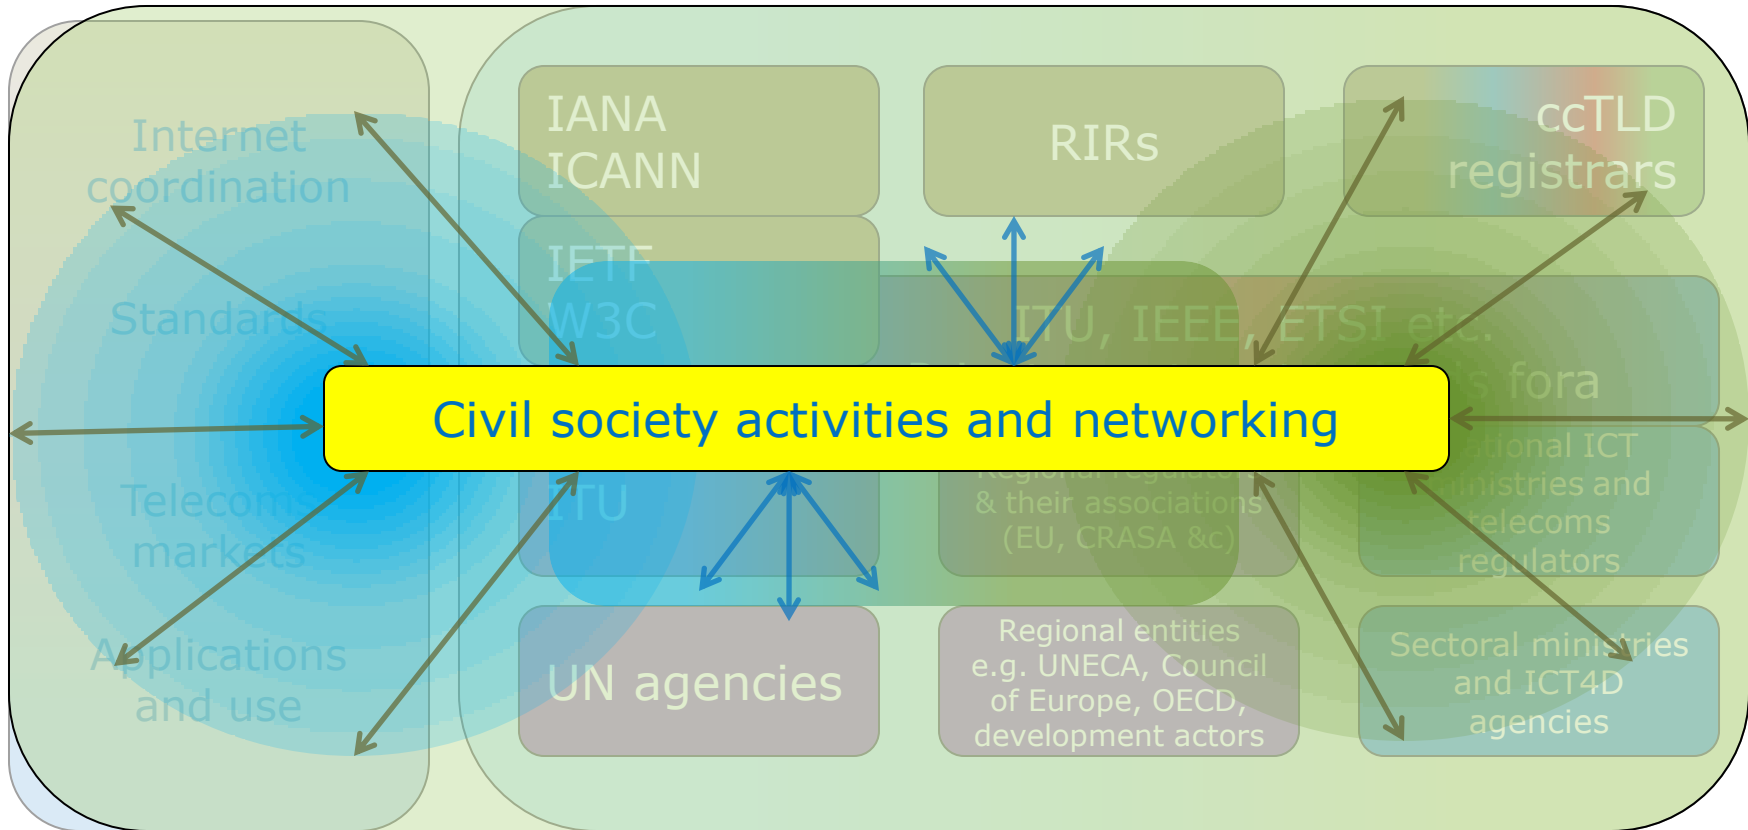 Internet
coordination
Standards
Telecoms
markets
Applications
and use
IANA
ICANN
RIRs
ccTLD
registrars
IETF
W3C
ITU, IEEE, ETSI etc.
fora
Civil society activities and networking
ITU
& their associations
(EU, CRASA &c)
ICT
and
telecoms
regulators
UN agencies
Regional entities
e.g. UNECA, Council
of Europe, OECD,
development actors
Sectoral ministries
and ICT4D
agencies